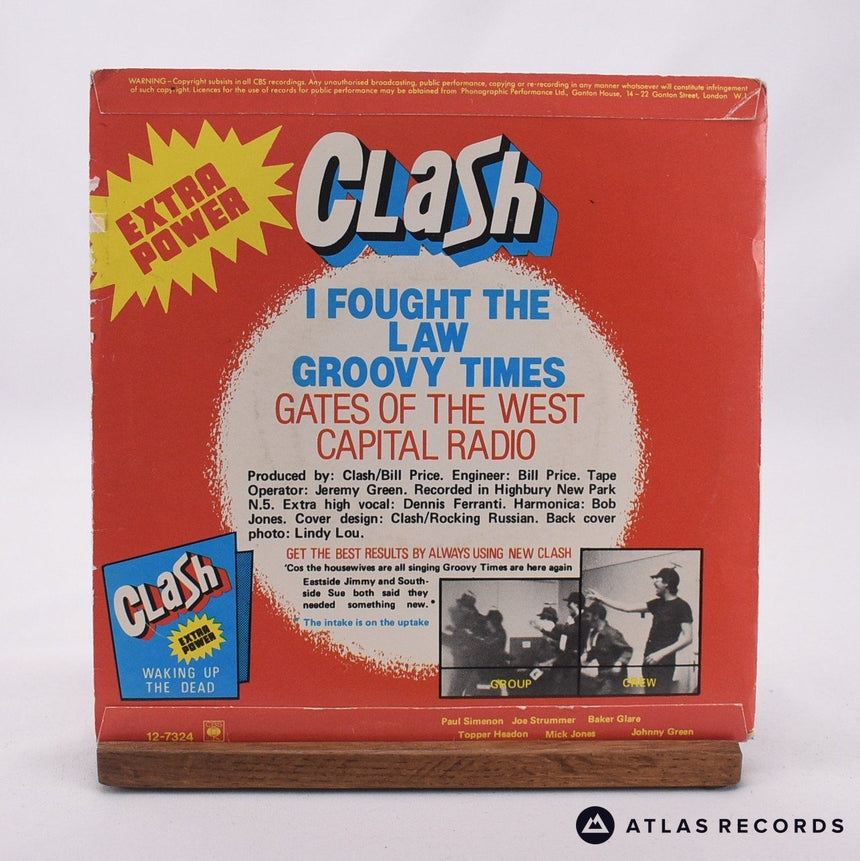 WARNING – Copyright subsists in all CBS recordings. Any unauthorised broadcasting, public performance, copying or re-recording in any manner whatsoever will constitute infringement
of such copyright. Licences for the use of records for public performance may be obtained from Phonographic Performance Ltd., Ganton House, 14 – 22 Ganton Street, London W.1.
EXTRA
POWER
CLaSh
I FOUGHT THE
LAW
GROOVY TIMES
GATES OF THE WEST
CAPITAL RADIO
Produced by: Clash/Bill Price. Engineer: Bill Price. Tape
Operator: Jeremy Green. Recorded in Highbury New Park
N.5. Extra high vocal: Dennis Ferranti. Harmonica: Bob
Jones. Cover design: Clash/Rocking Russian. Back cover
photo: Lindy Lou.
GET THE BEST RESULTS BY ALWAYS USING NEW CLASH
'Cos the housewives are all singing Groovy Times are here again
Eastside Jimmy and South-
side Sue both said they
needed something new.*
* The intake is on the uptake
CLaSh
EXTRA
POWER
WAKING UP
THE DEAD
GROUP
CREW
12-7324
CBS
Paul Simenon Joe Strummer Baker Glare
Topper Headon Mick Jones Johnny Green
ATLAS RECORDS